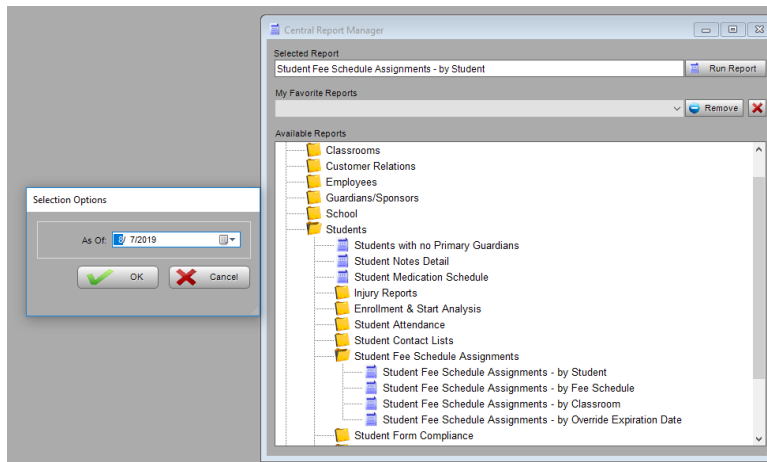 Central Report Manager
Selected Report
Student Fee Schedule Assignments - by Student
Run Report
My Favorite Reports
Remove
Available Reports
Classrooms
Customer Relations
Employees
Guardians/Sponsors
School
Students
Students with no Primary Guardians
Student Notes Detail
Student Medication Schedule
Injury Reports
Enrollment & Start Analysis
Student Attendance
Student Contact Lists
Student Fee Schedule Assignments
Student Fee Schedule Assignments - by Student
Student Fee Schedule Assignments - by Fee Schedule
Student Fee Schedule Assignments - by Classroom
Student Fee Schedule Assignments - by Override Expiration Date
Student Form Compliance
Selection Options
As Of: 8/ 7/2019
OK Cancel